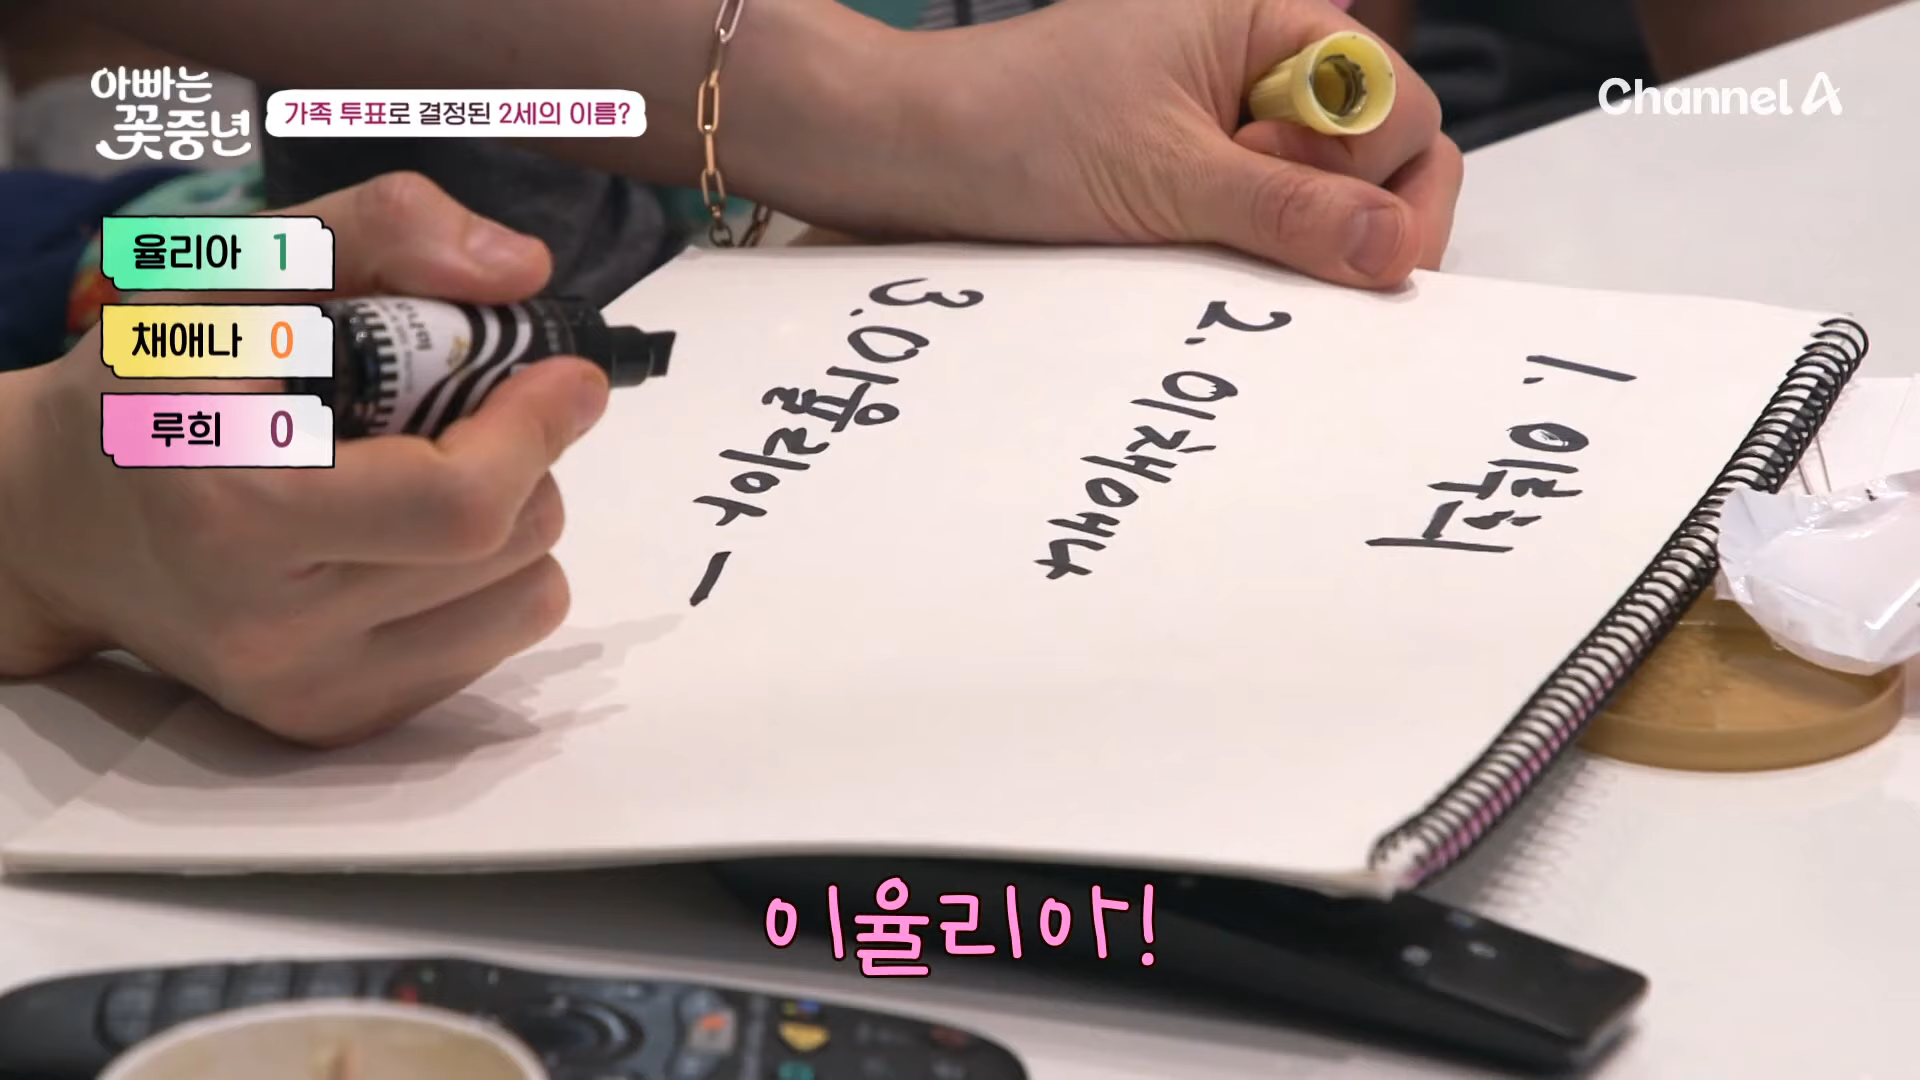 아빠는
꽃중년
가족 투표로 결정된 2세의 이름?
Channel A
율리아 1
채애나 0
루희 0
1. 이룩희
2. 이채애나
3. 이율리아
이율리아!